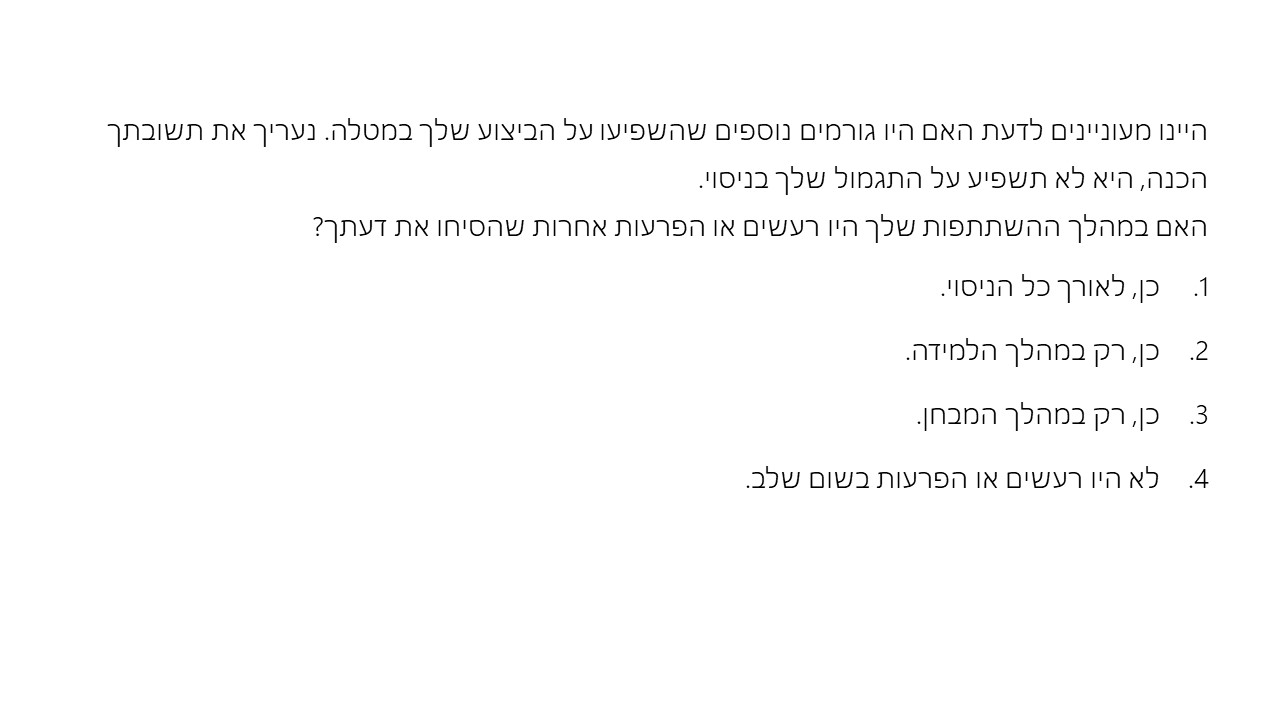 היינו מעוניינים לדעת האם היו גורמים נוספים שהשפיעו על הביצוע שלך במטלה. נעריך את תשובתך
הכנה, היא לא תשפיע על התגמול שלך בניסוי.
האם במהלך ההשתתפות שלך היו רעשים או הפרעות אחרות שהסיחו את דעתך?
1. כן, לאורך כל הניסוי.
2. כן, רק במהלך הלמידה.
3. כן, רק במהלך המבחן.
4. לא היו רעשים או הפרעות בשום שלב.